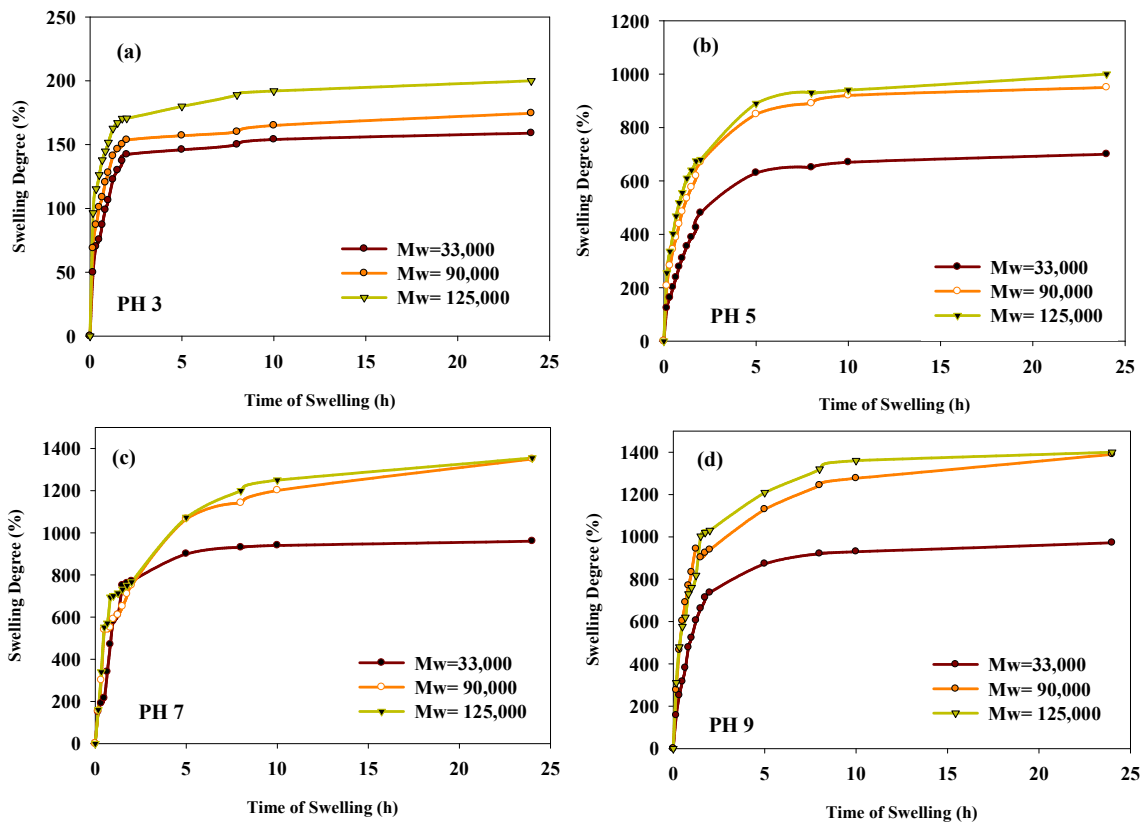 250
200
150
100
50
0
Swelling Degree (%)
(a)
Mw=33,000
Mw= 90,000
Mw= 125,000
PH 3
0 5 10 15 20 25
Time of Swelling (h)
1200
1000
800
600
400
200
0
Swelling Degree (%)
(b)
Mw=33,000
Mw= 90,000
Mw= 125,000
PH 5
0 5 10 15 20 25
Time of Swelling (h)
1400
1200
1000
800
600
400
200
0
Swelling Degree (%)
(c)
Mw=33,000
Mw= 90,000
Mw= 125,000
PH 7
0 5 10 15 20 25
Time of Swelling (h)
1400
1200
1000
800
600
400
200
0
Swelling Degree (%)
(d)
Mw=33,000
Mw= 90,000
Mw= 125,000
PH 9
0 5 10 15 20 25
Time of Swelling (h)